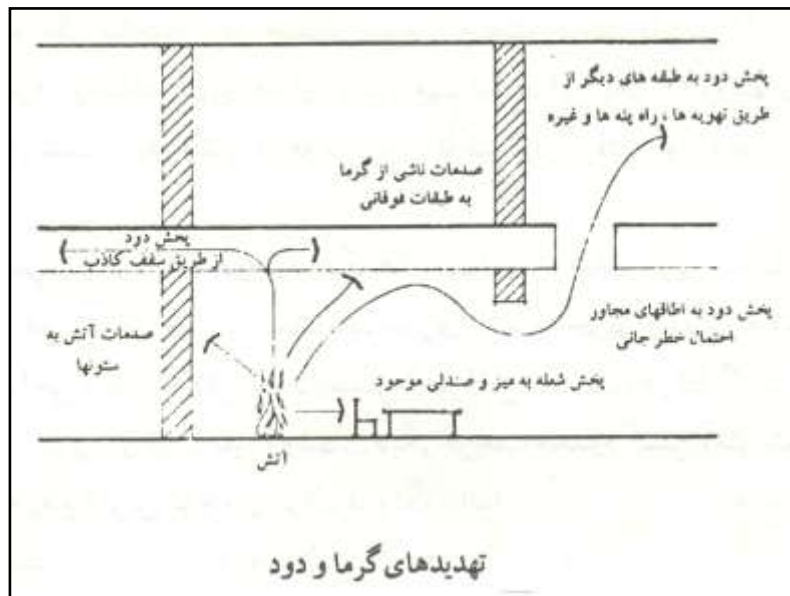 پخش دود به طبقه های دیگر از
طریق تهویه ها ، راه پله ها و غیره
صدمات ناشی از گرما
به طبقات فوقانی
پخش دود
از طریق سقف کاذب
پخش دود به اطاقهای مجاور
احتمال خطر جانی
صدمات آتش به
ستونها
پخش شعله به میز و صندلی موجود
آتش
تهدیدهای گرما و دود